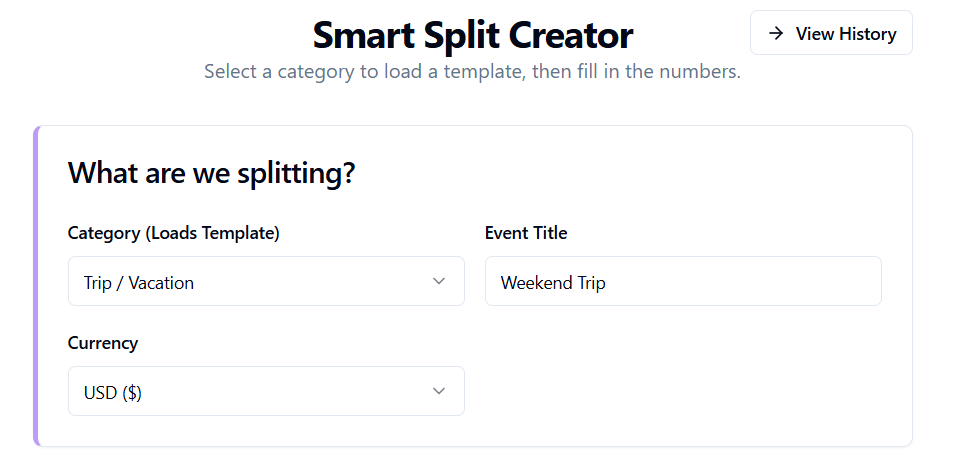 Smart Split Creator
View History
Select a category to load a template, then fill in the numbers.
What are we splitting?
Category (Loads Template)
Event Title
Trip / Vacation
Weekend Trip
Currency
USD ($)